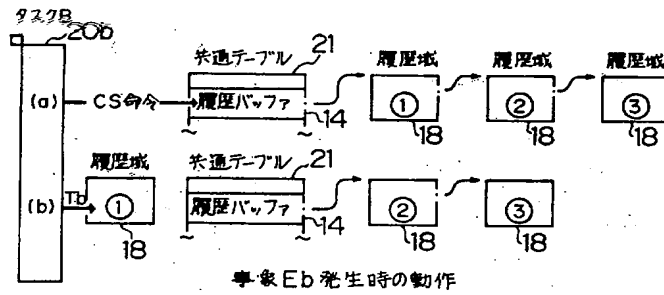 タスクB
20b
共通テーブル 21 履歴域 履歴域 履歴域
(a) CS命令 履歴バッファ 14 ① 18 ② 18 ③ 18
履歴域 共通テーブル 21
(b) Tb ① 18 履歴バッファ 14 ② 18 ③ 18
事象Eb発生時の動作